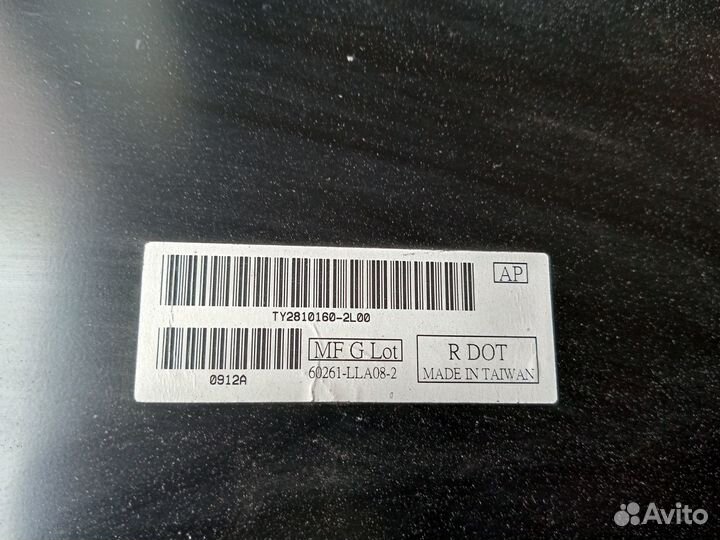 AP
TY2810160-2L00
MF G Lot
R DOT
0912A
60261-LLA08-2
MADE IN TAIWAN
Avito